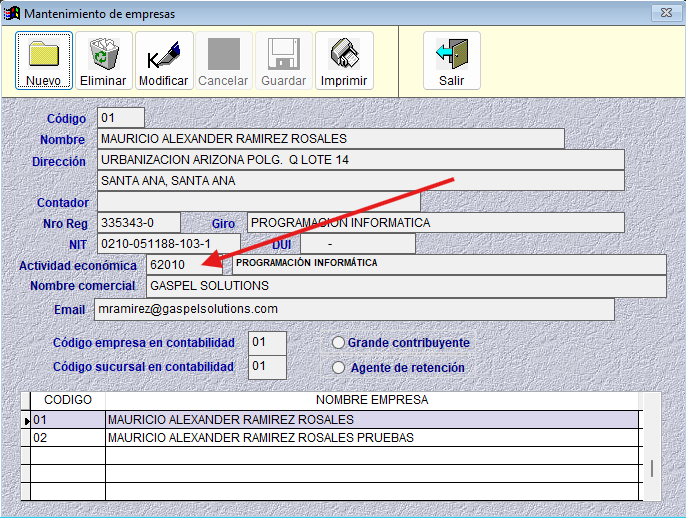 Mantenimiento de empresas
Nuevo Eliminar Modificar Cancelar Guardar Imprimir Salir
Código 01
Nombre MAURICIO ALEXANDER RAMIREZ ROSALES
Dirección URBANIZACION ARIZONA POLG. Q LOTE 14
SANTA ANA, SANTA ANA
Contador
Nro Reg 335343-0 Giro PROGRAMACION INFORMATICA
NIT 0210-051188-103-1 DUI -
Actividad económica 62010 PROGRAMACIÓN INFORMÁTICA
Nombre comercial GASPEL SOLUTIONS
Email mramirez@gaspelsolutions.com
Código empresa en contabilidad 01 Grande contribuyente
Código sucursal en contabilidad 01 Agente de retención
CODIGO NOMBRE EMPRESA
01 MAURICIO ALEXANDER RAMIREZ ROSALES
02 MAURICIO ALEXANDER RAMIREZ ROSALES PRUEBAS